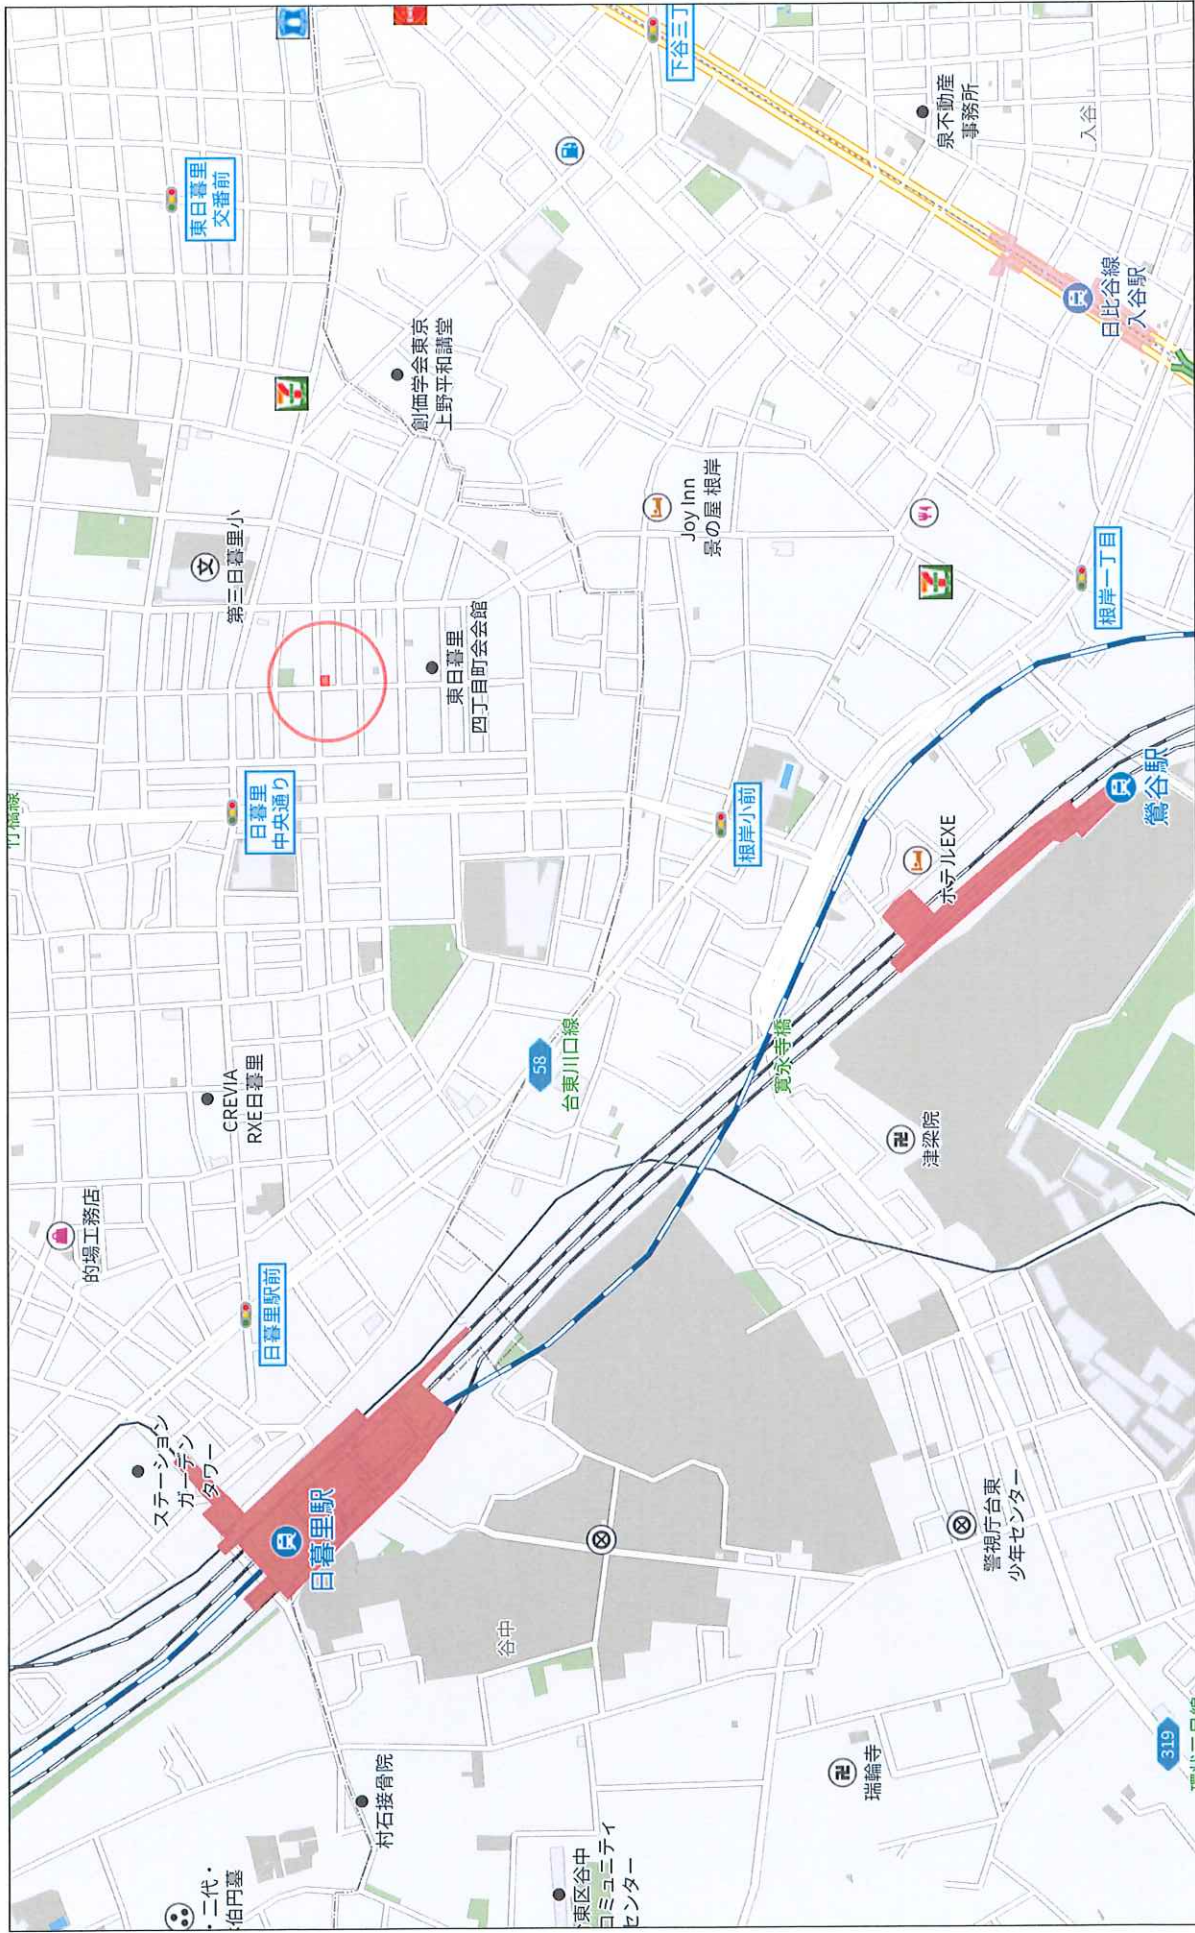 日暮里駅
ステーション
ガーデン
タワー
日暮里駅前
的場工務店
CREVIA
RXE日暮里
日暮里
中央通り
第三日暮里小
東日暮里
四丁目町会会館
東日暮里
交番前
創価学会東京
上野平和講堂
下谷三丁
泉不動産
事務所
入谷
日比谷線
入谷駅
Joy Inn
景の屋 根岸
根岸一丁目
根岸小前
58
台東川口線
寛永寺橋
ホテルEXE
鶯谷駅
津梁院
警視庁台東
少年センター
谷中
村石接骨院
二代・
伯円墓
東区谷中
コミュニティ
センター
瑞輪寺
319